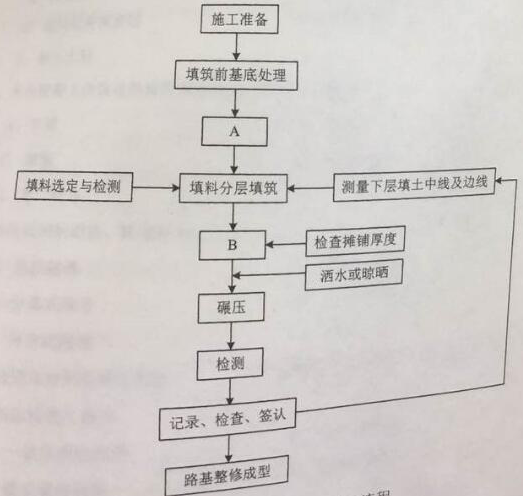 施工准备
填筑前基底处理
A
填料选定与检测
填料分层填筑
测量下层填土中线及边线
B
检查摊铺厚度
洒水或晾晒
碾压
检测
记录、检查、签认
路基整修成型
流程